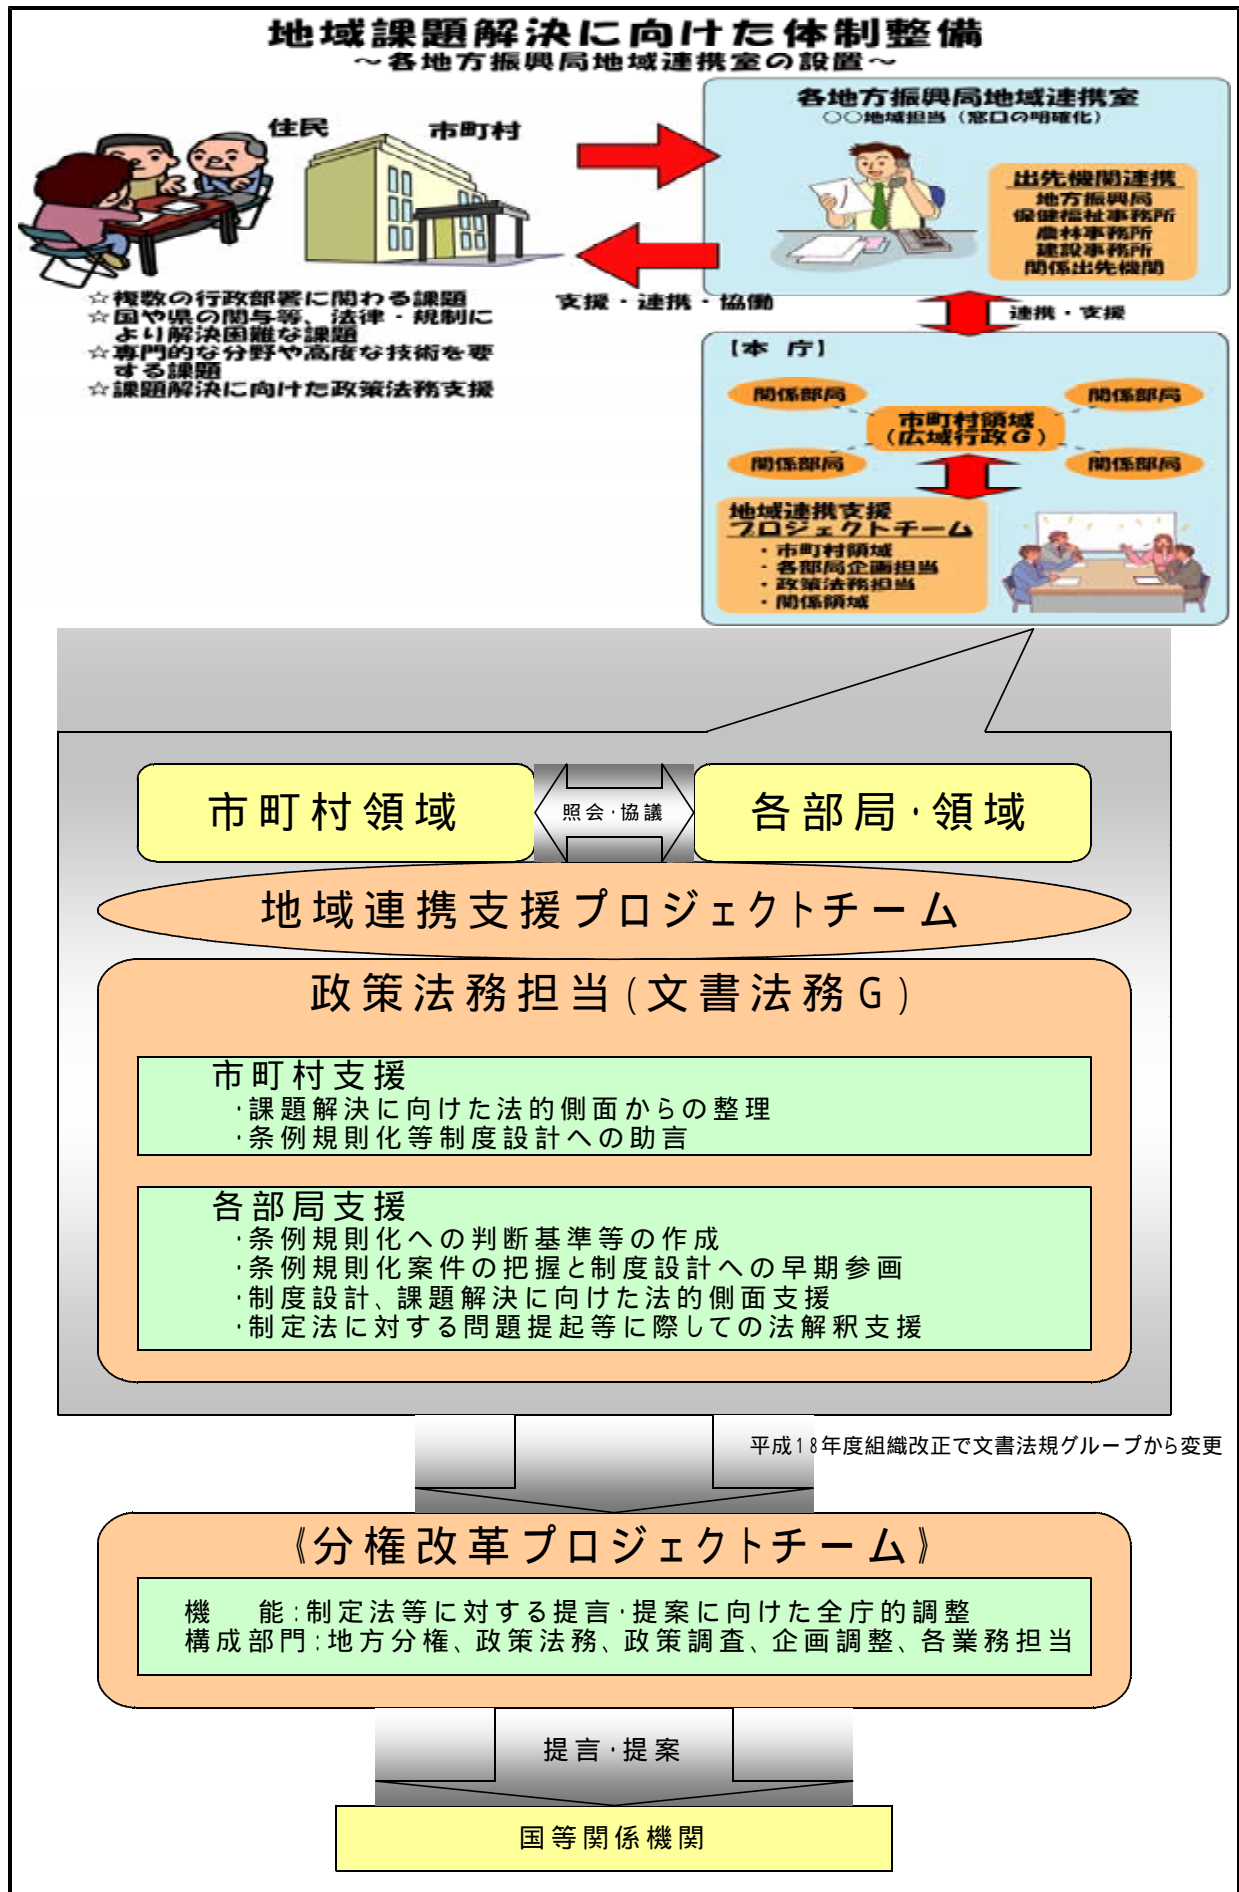 地域課題解決に向けた体制整備
～各地方振興局地域連携室の設置～
住民
市町村
☆複数の行政部署に関わる課題
☆国や県の関与等、法律・規制に
より解決困難な課題
☆専門的な分野や高度な技術を要
する課題
☆課題解決に向けた政策法務支援
支援・連携・協働
各地方振興局地域連携室
○○地域担当（窓口の明確化）
出先機関連携
地方振興局
保健福祉事務所
農林事務所
建設事務所
関係出先機関
連携・支援
【本 庁】
関係部局
関係部局
市町村領域
（広域行政G）
関係部局
関係部局
地域連携支援
プロジェクトチーム
・市町村領域
・各部局企画担当
・政策法務担当
・関係領域
市町村領域
照会・協議
各部局・領域
地域連携支援プロジェクトチーム
政策法務担当(文書法務G)
市町村支援
・課題解決に向けた法的側面からの整理
・条例規則化等制度設計への助言
各部局支援
・条例規則化への判断基準等の作成
・条例規則化案件の把握と制度設計への早期参画
・制度設計、課題解決に向けた法的側面支援
・制定法に対する問題提起等に際しての法解釈支援
平成18年度組織改正で文書法規グループから変更
《分権改革プロジェクトチーム》
機　能:制定法等に対する提言・提案に向けた全庁的調整
構成部門:地方分権、政策法務、政策調査、企画調整、各業務担当
提言・提案
国等関係機関